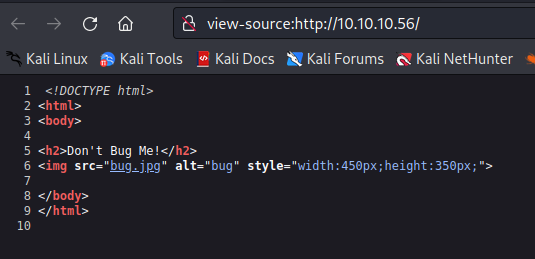 view-source:http://10.10.10.56/
Kali Linux Kali Tools Kali Docs Kali Forums Kali NetHunter
1 <!DOCTYPE html>
2 <html>
3 <body>
4
5 <h2>Don't Bug Me!</h2>
6 <img src="bug.jpg" alt="bug" style="width:450px;height:350px;">
7
8 </body>
9 </html>
10